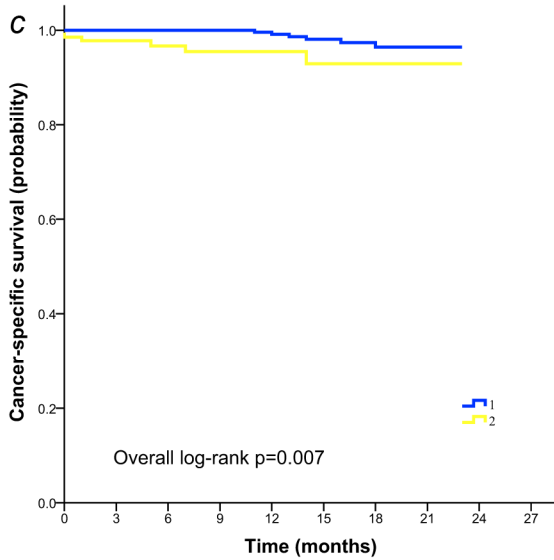 C
Cancer-specific survival (probability)
1.0
0.8
0.6
0.4
0.2
0.0
1
2
Overall log-rank p=0.007
0 3 6 9 12 15 18 21 24 27
Time (months)